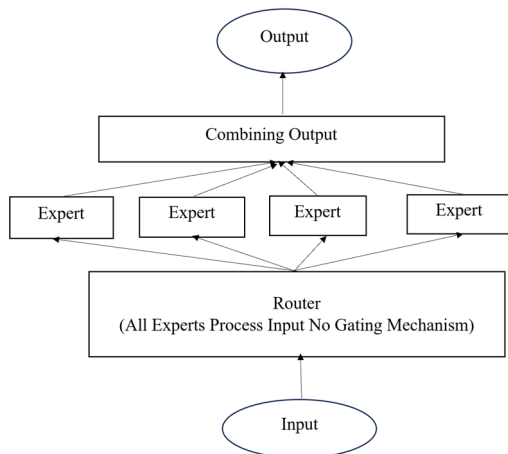 Output
Combining Output
Expert
Expert
Expert
Expert
Router
(All Experts Process Input No Gating Mechanism)
Input